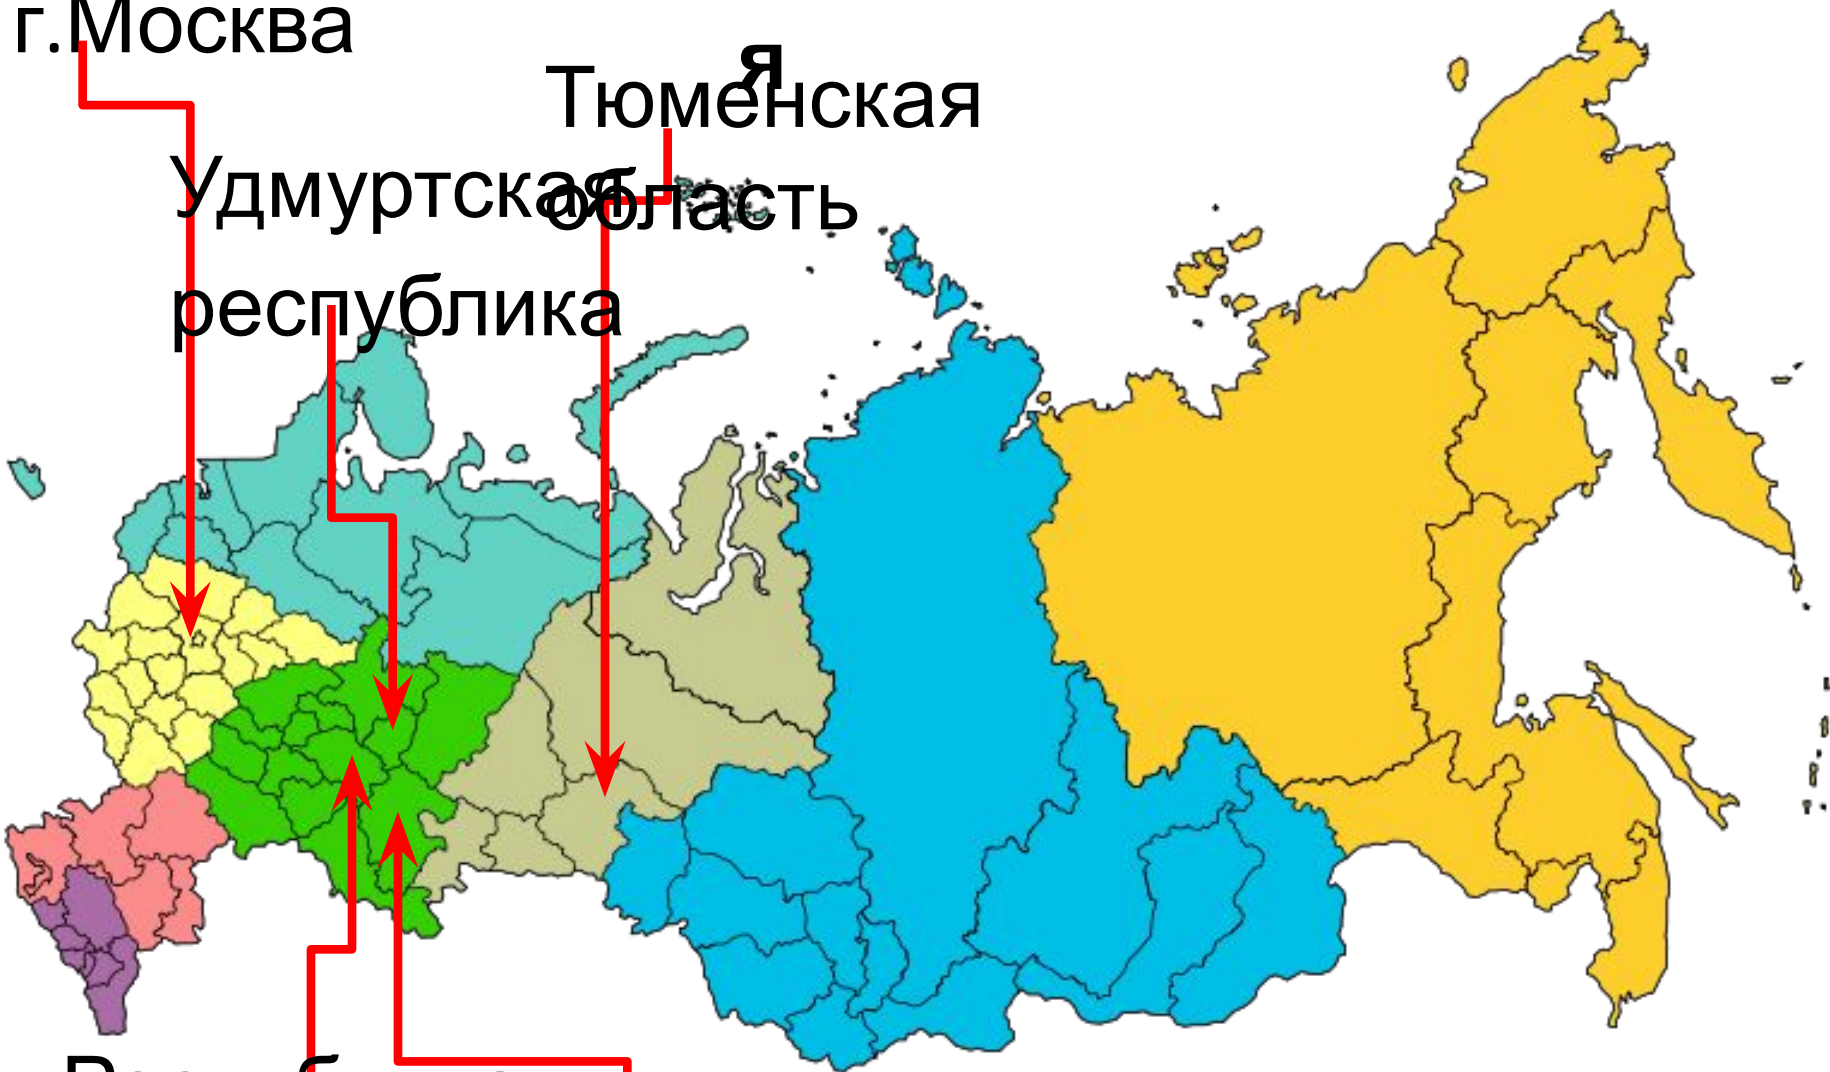 г.Москва
я
Тюменская
область
Удмуртская
республика